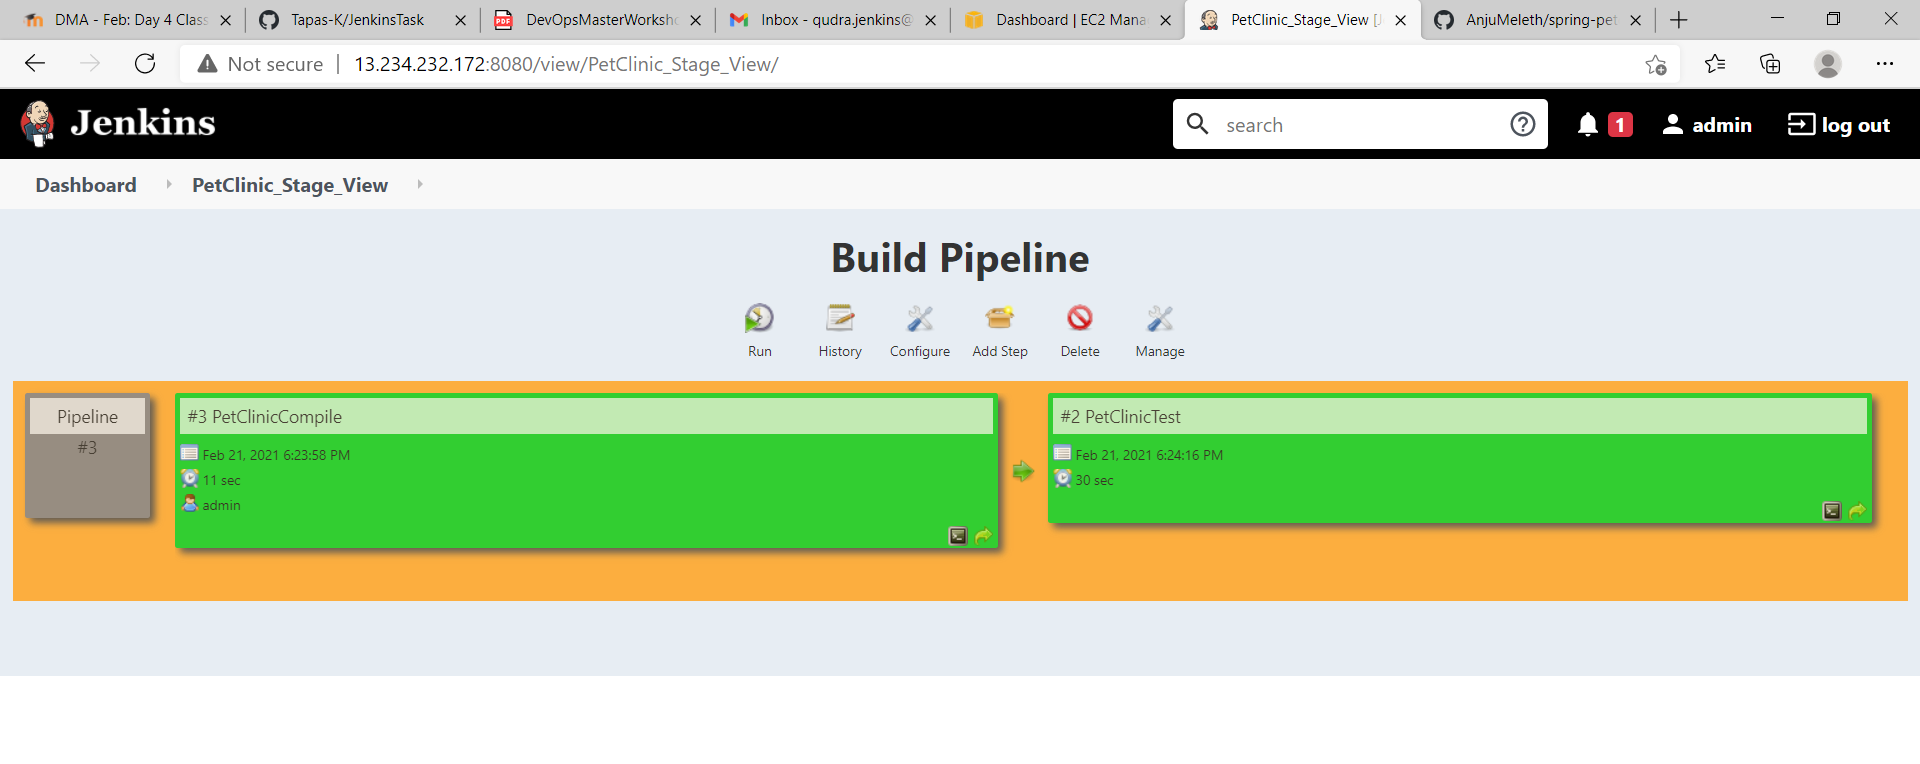 DMA - Feb: Day 4 Class
Tapas-K/JenkinsTask
PDF
DevOpsMasterWorksho
Inbox - qudra.jenkins@
Dashboard | EC2 Mana
PetClinic_Stage_View [J
AnjuMeleth/spring-pet
Not secure | 13.234.232.172:8080/view/PetClinic_Stage_View/
Jenkins
search
1
admin
log out
Dashboard
PetClinic_Stage_View
Build Pipeline
Run
History
Configure
Add Step
Delete
Manage
Pipeline
#3
#3 PetClinicCompile
Feb 21, 2021 6:23:58 PM
11 sec
admin
#2 PetClinicTest
Feb 21, 2021 6:24:16 PM
30 sec